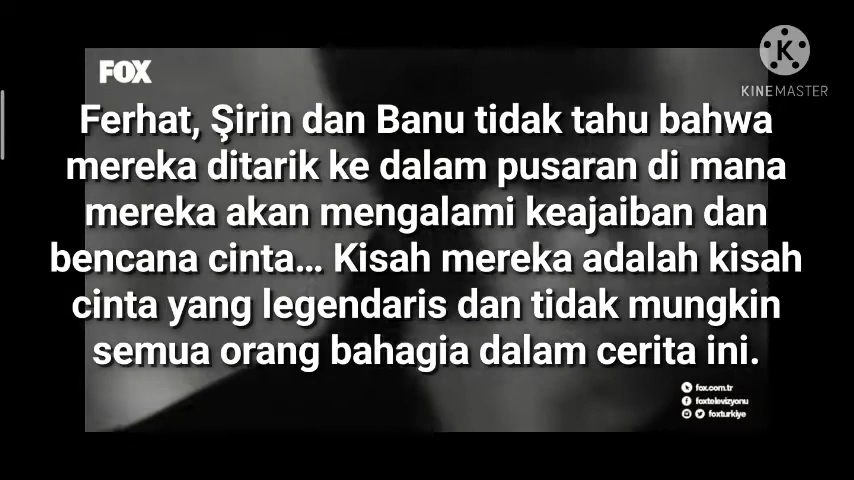 FOX
KINEMASTER
Ferhat, Şirin dan Banu tidak tahu bahwa
mereka ditarik ke dalam pusaran di mana
mereka akan mengalami keajaiban dan
bencana cinta... Kisah mereka adalah kisah
cinta yang legendaris dan tidak mungkin
semua orang bahagia dalam cerita ini.
fox.com.tr
foxtelevizyonu
foxturkiye